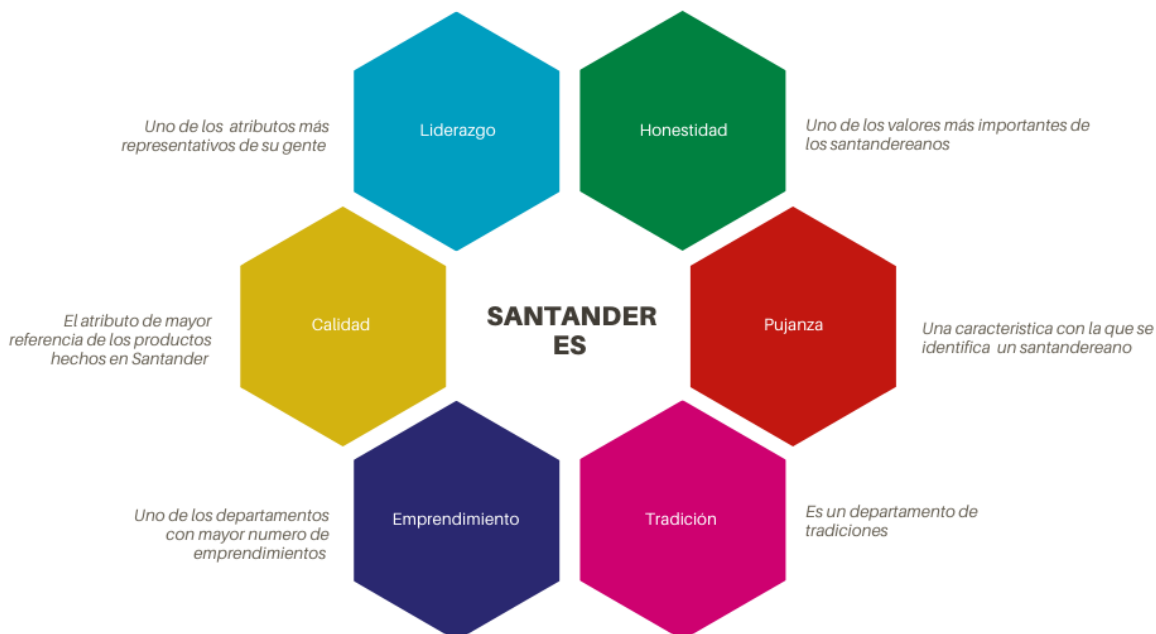 Liderazgo
Uno de los atributos más
representativos de su gente
Honestidad
Uno de los valores más importantes de
los santandereanos
Calidad
El atributo de mayor
referencia de los productos
hechos en Santander
SANTANDER
ES
Pujanza
Una caracteristica con la que se
identifica un santandereano
Emprendimiento
Uno de los departamentos
con mayor numero de
emprendimientos
Tradición
Es un departamento de
tradiciones